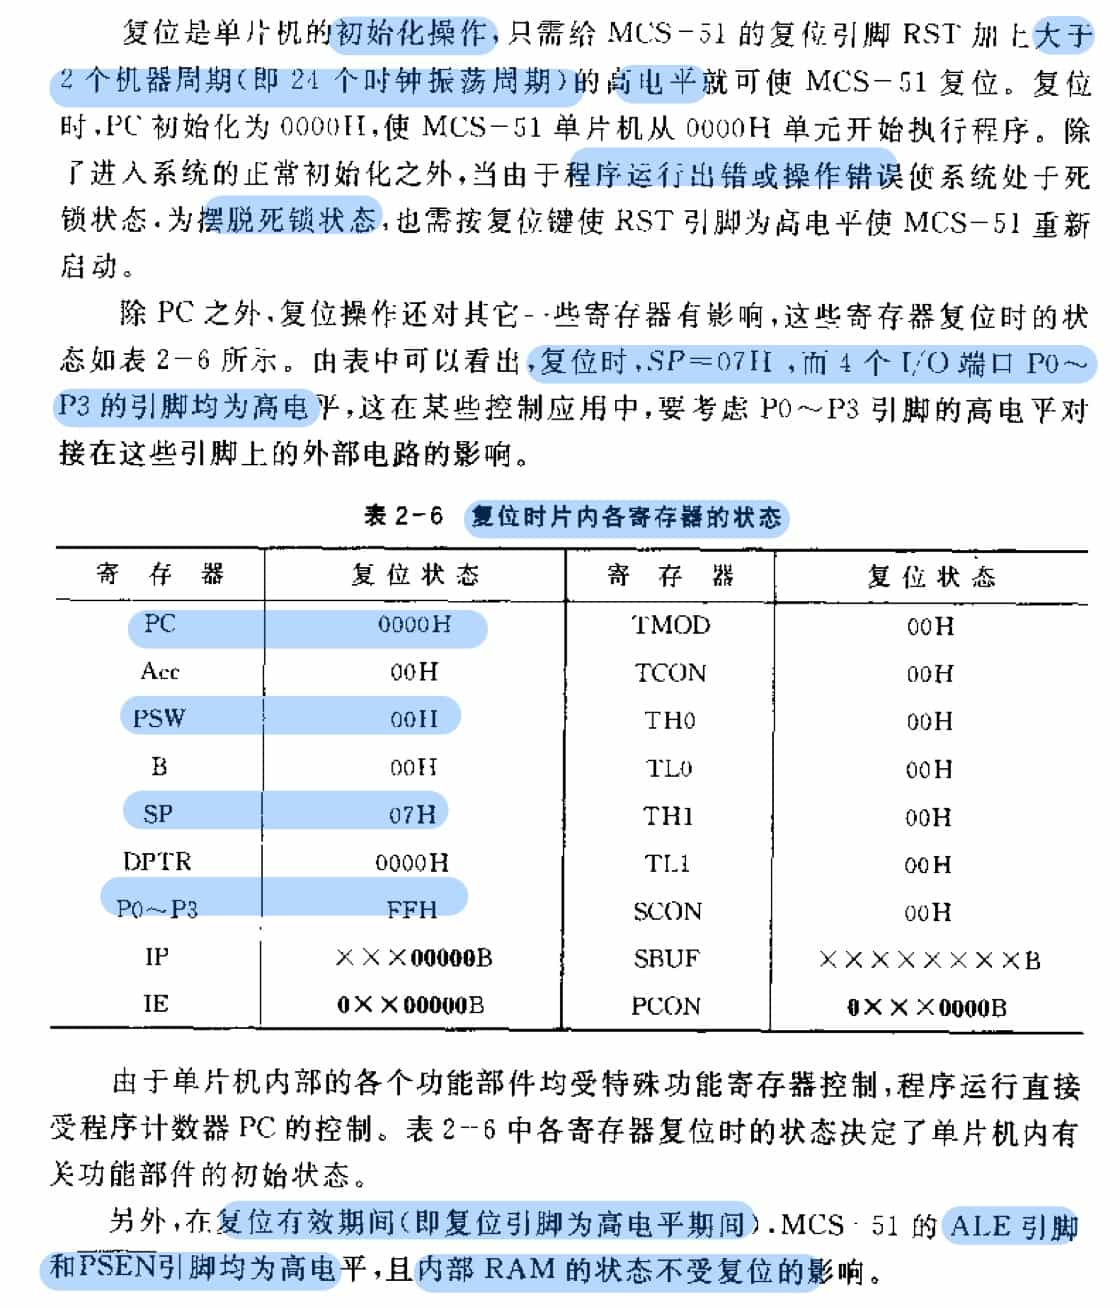 复位是单片机的初始化操作,只需给 MCS-51 的复位引脚 RST 加上大于
2 个机器周期(即 24 个时钟振荡周期)的高电平就可使 MCS-51 复位。复位
时,PC 初始化为 0000H,使 MCS-51 单片机从 0000H 单元开始执行程序。除
了进入系统的正常初始化之外,当由于程序运行出错或操作错误使系统处于死
锁状态,为摆脱死锁状态,也需按复位键使 RST 引脚为高电平使 MCS-51 重新
启动。
除 PC 之外,复位操作还对其它一些寄存器有影响,这些寄存器复位时的状
态如表 2-6 所示。由表中可以看出,复位时,SP=07H,而 4 个 I/O 端口 P0~
P3 的引脚均为高电平,这在某些控制应用中,要考虑 P0~P3 引脚的高电平对
接在这些引脚上的外部电路的影响。
表 2-6 复位时片内各寄存器的状态
寄存器 复位状态 寄存器 复位状态
PC 0000H TMOD 00H
Acc 00H TCON 00H
PSW 00H TH0 00H
B 00H TL0 00H
SP 07H TH1 00H
DPTR 0000H TL1 00H
P0~P3 FFH SCON 00H
IP ×××00000B SBUF ××××××××B
IE 0××00000B PCON 0×××0000B
由于单片机内部的各个功能部件均受特殊功能寄存器控制,程序运行直接
受程序计数器 PC 的控制。表 2-6 中各寄存器复位时的状态决定了单片机内有
关功能部件的初始状态。
另外,在复位有效期间(即复位引脚为高电平期间),MCS-51 的 ALE 引脚
和PSEN引脚均为高电平,且内部 RAM 的状态不受复位的影响。